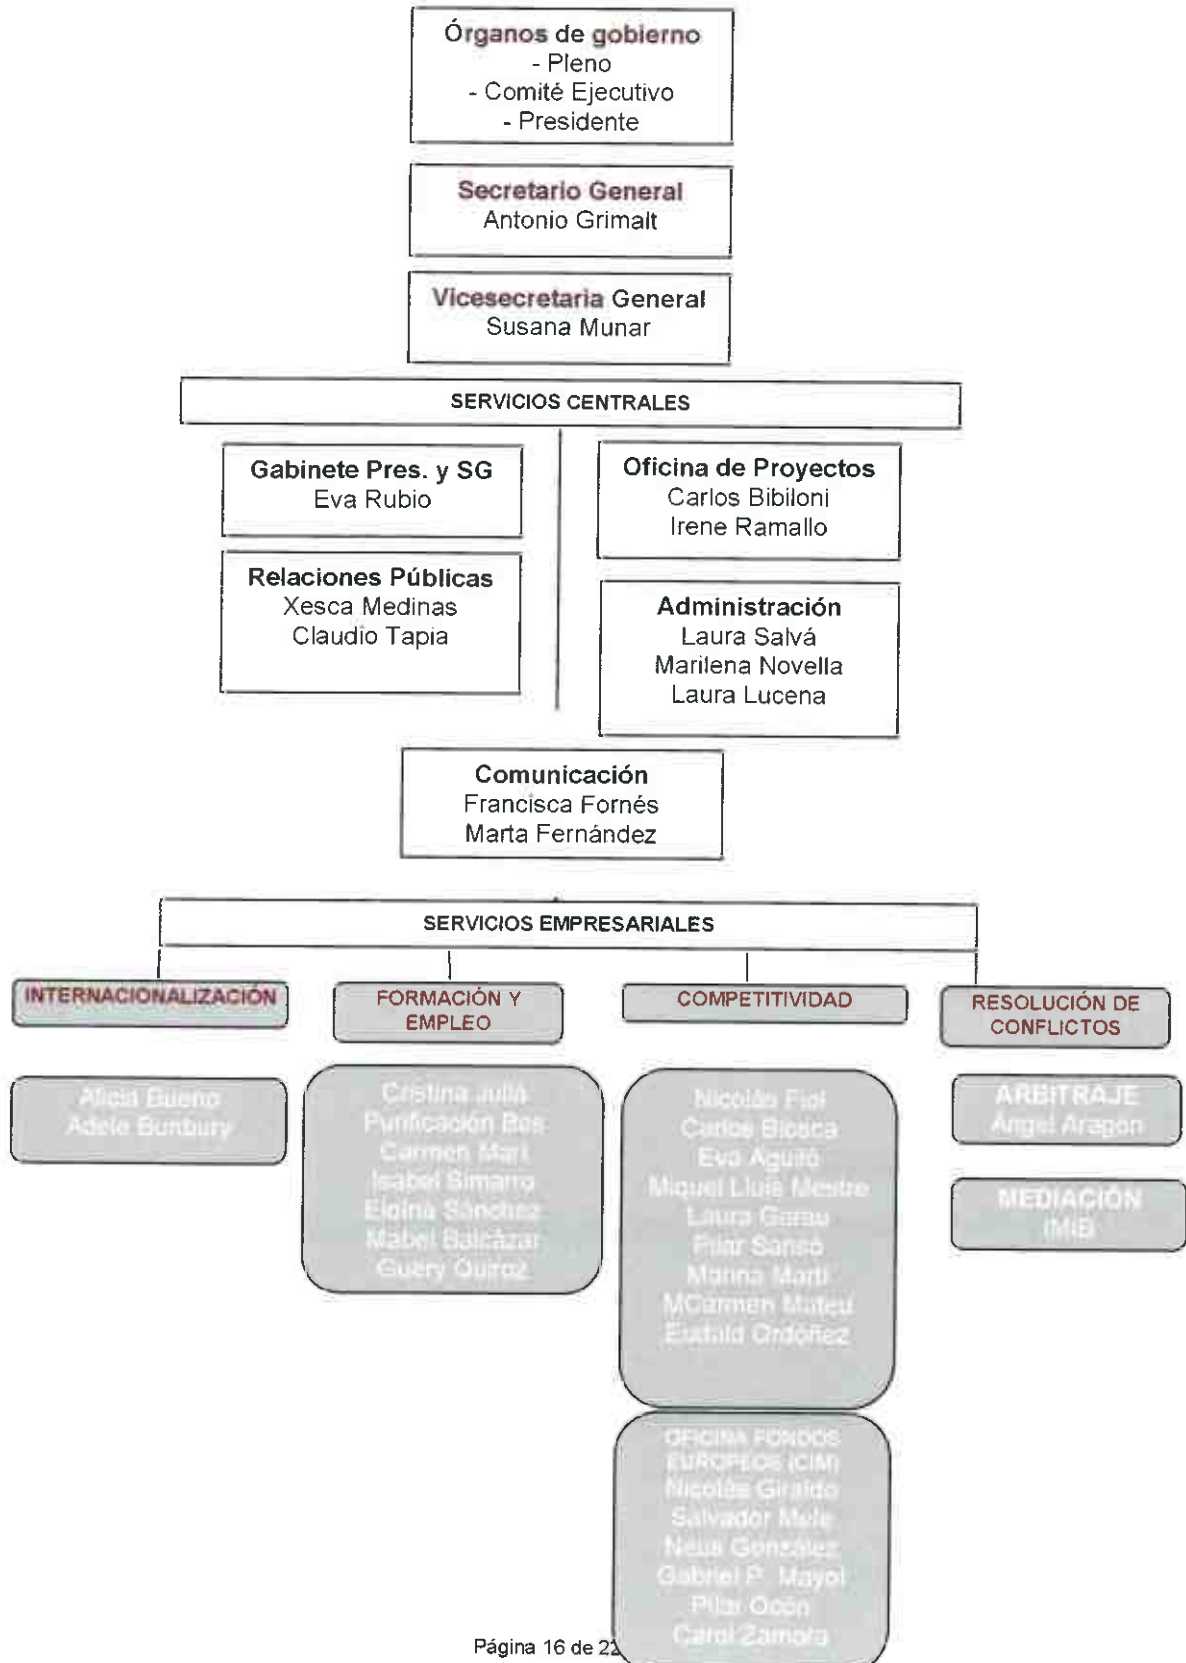 Órganos de gobierno
- Pleno
- Comité Ejecutivo
- Presidente
Secretario General
Antonio Grimalt
Vicesecretaria General
Susana Munar
SERVICIOS CENTRALES
Gabinete Pres. y SG
Eva Rubio
Oficina de Proyectos
Carlos Bibiloni
Irene Ramallo
Relaciones Públicas
Xesca Medinas
Claudio Tapia
Administración
Laura Salvá
Marilena Novella
Laura Lucena
Comunicación
Francisca Fornés
Marta Fernández
SERVICIOS EMPRESARIALES
INTERNACIONALIZACIÓN
Alicia Bueno
Adele Bunbury
FORMACIÓN Y
EMPLEO
Cristina Juliá
Purificación Bes
Carmen Mart
Isabel Simarro
Eloína Sánchez
Mabel Balcázar
Guery Quiroz
COMPETITIVIDAD
Nicolás Fiol
Carlos Biosca
Eva Aguiló
Miquel Lluís Mestre
Laura Garau
Pilar Sansó
Marina Martí
MCarmen Mateu
Ordóñez
OFICINA FONDOS
EUROPEOS (CIM)
Nicolás Giraldo
Salvador Mele
Neus González
Gabriel P. Mayol
Pilar Ocón
Carol Zamora
RESOLUCIÓN DE
CONFLICTOS
ARBITRAJE
Ángel Aragón
MEDIACIÓN
IMIB
Página 16 de 22